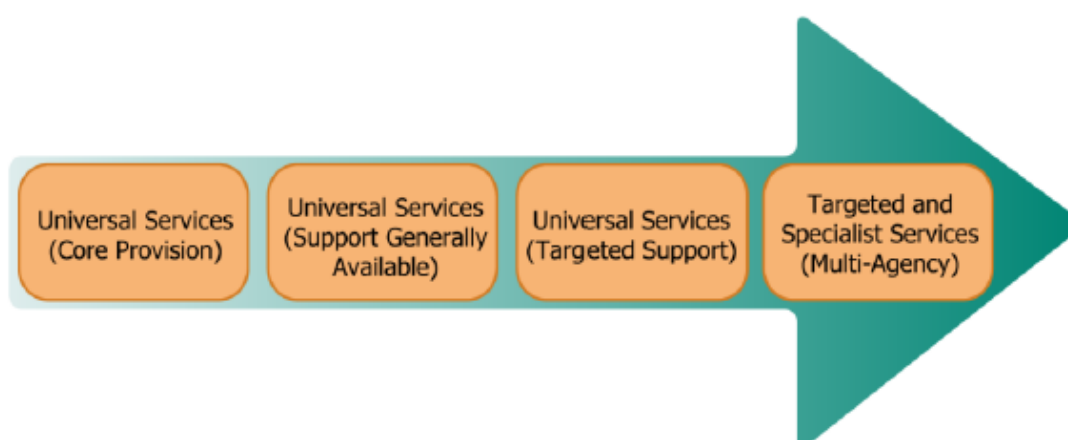 Universal Services
(Core Provision)
Universal Services
(Support Generally
Available)
Universal Services
(Targeted Support)
Targeted and
Specialist Services
(Multi-Agency)